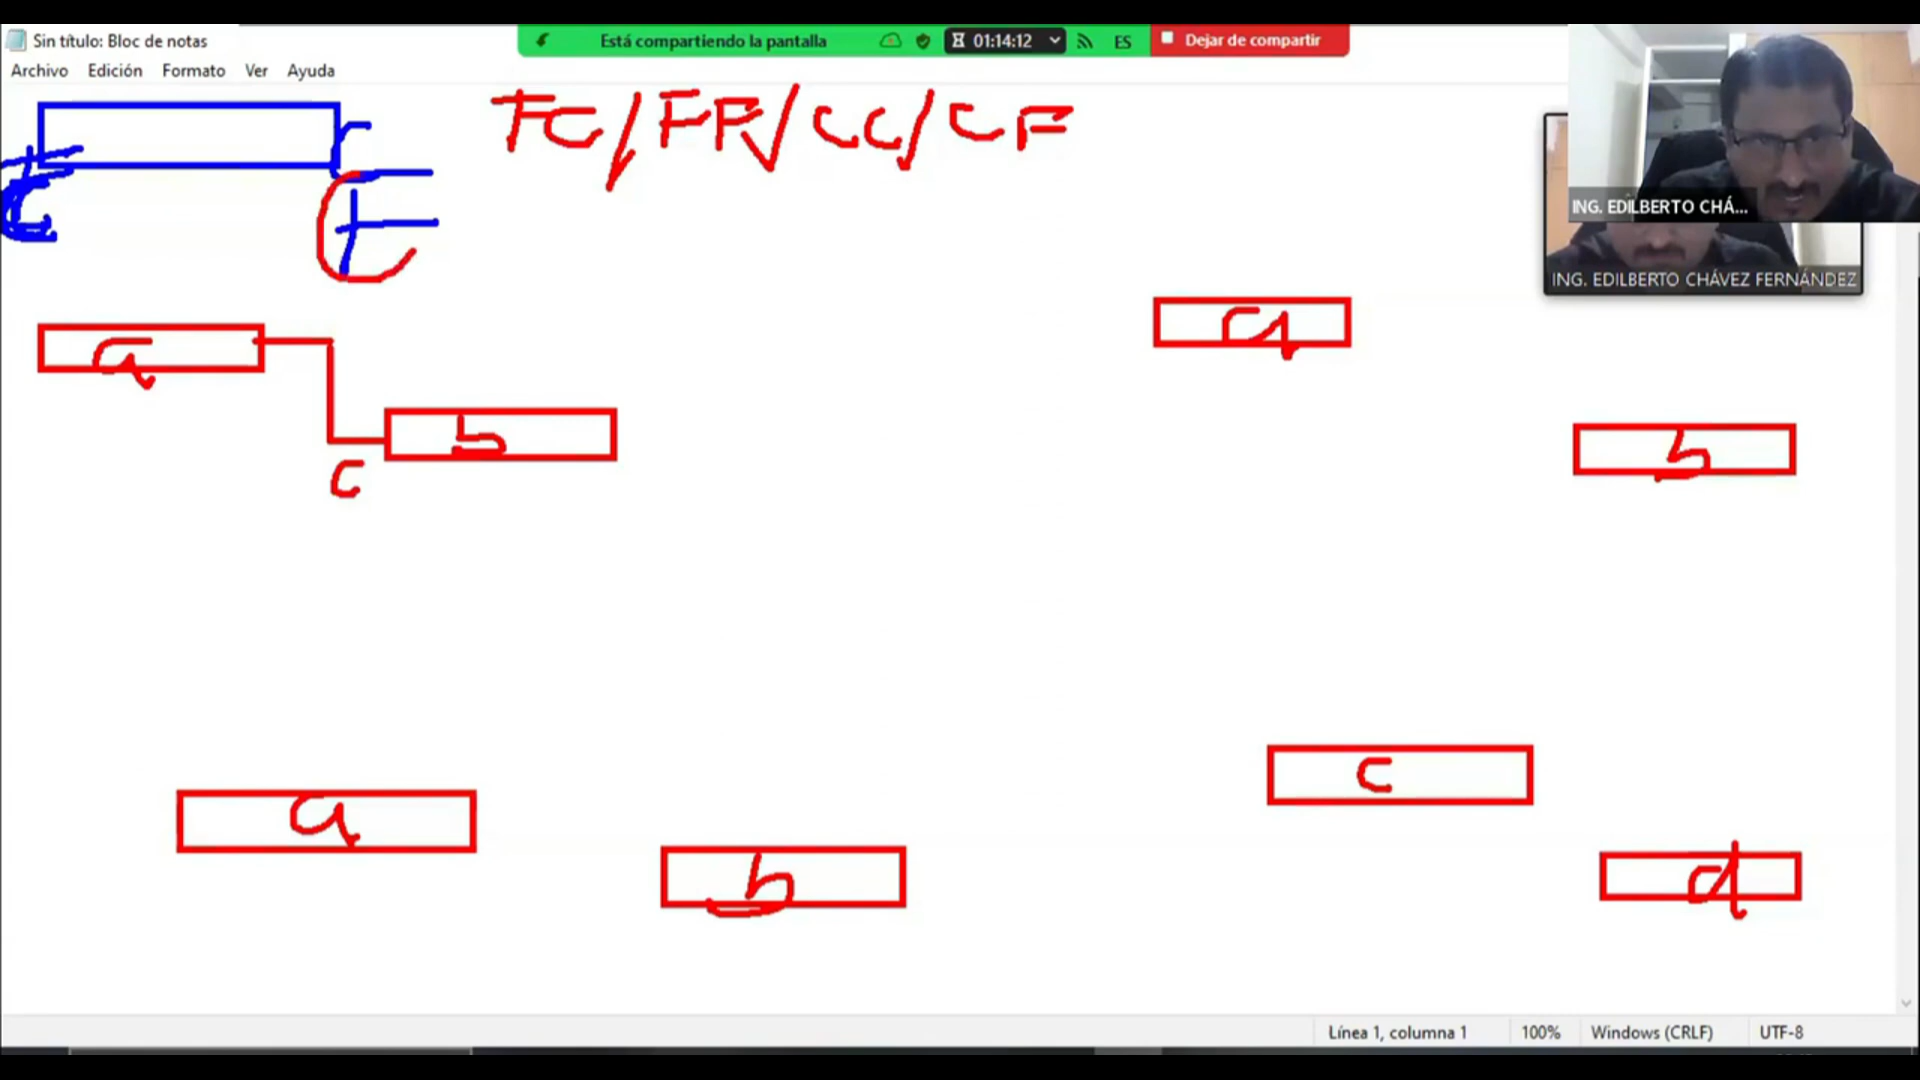 Sin título: Bloc de notas
Está compartiendo la pantalla
01:14:12
ES
Dejar de compartir
Archivo Edición Formato Ver Ayuda
FC/FF/CC/CF
C
F
ING. EDILBERTO CHÁ...
ING. EDILBERTO CHÁVEZ FERNÁNDEZ
a
a
b
b
C
c
a
b
d
Línea 1, columna 1
100%
Windows (CRLF)
UTF-8